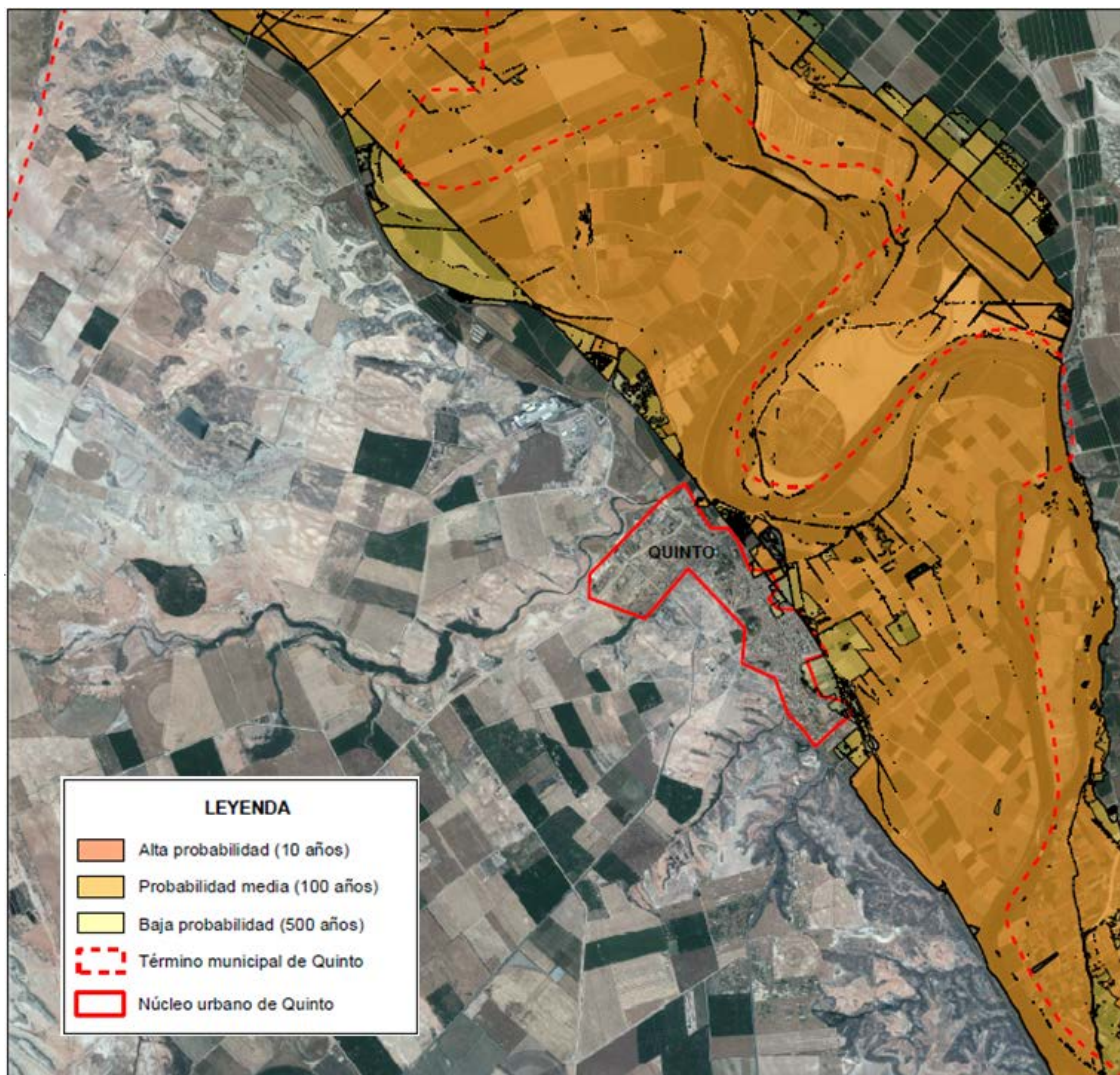 QUINTO
LEYENDA
Alta probabilidad (10 años)
Probabilidad media (100 años)
Baja probabilidad (500 años)
Término municipal de Quinto
Núcleo urbano de Quinto